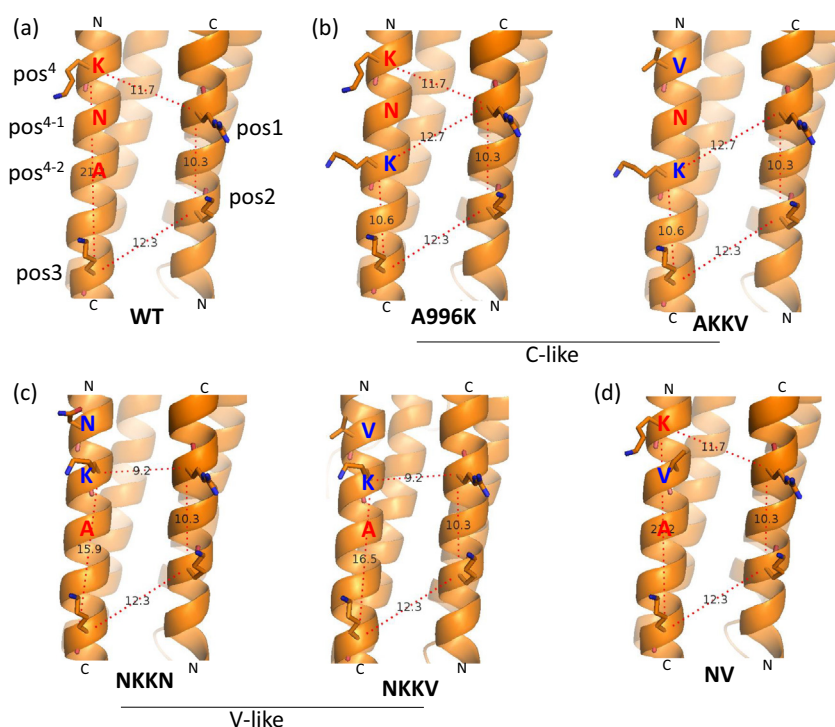 (a)
N
C
pos4
K
11.7
pos4-1
N
pos1
pos4-2
A
10.3
pos2
12.3
pos3
C
N
WT
(b)
N
C
K
11.7
N
12.7
K
10.3
10.6
12.3
C
N
A996K
N
C
V
N
12.7
K
10.3
10.6
12.3
C
N
AKKV
C-like
(c)
N
C
N
K
9.2
A
10.3
15.9
12.3
C
N
NKKN
N
C
V
K
9.2
A
10.3
16.5
12.3
C
N
NKKV
V-like
(d)
N
C
K
11.7
V
A
10.3
12.3
C
N
NV